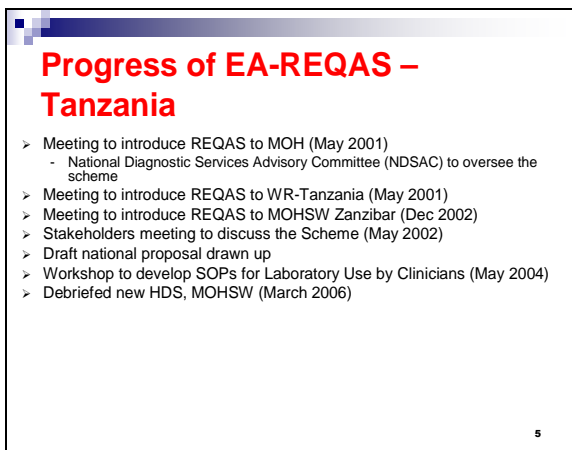 Progress of EA-REQAS –
Tanzania
➢ Meeting to introduce REQAS to MOH (May 2001)
- National Diagnostic Services Advisory Committee (NDSAC) to oversee the
scheme
➢ Meeting to introduce REQAS to WR-Tanzania (May 2001)
➢ Meeting to introduce REQAS to MOHSW Zanzibar (Dec 2002)
➢ Stakeholders meeting to discuss the Scheme (May 2002)
➢ Draft national proposal drawn up
➢ Workshop to develop SOPs for Laboratory Use by Clinicians (May 2004)
➢ Debriefed new HDS, MOHSW (March 2006)
5